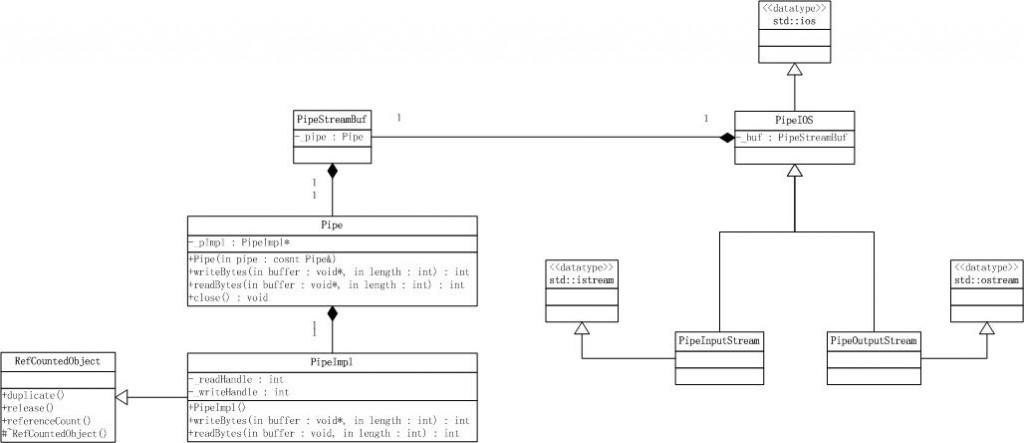 <<datatype>>
std::ios
PipeStreamBuf
-_pipe : Pipe
1
1
PipeIOS
-_buf : PipeStreamBuf
1
1
Pipe
-_pImpl : PipeImpl*
+Pipe(in pipe : cosnt Pipe&)
+writeBytes(in buffer : void*, in length : int) : int
+readBytes(in buffer : void*, in length : int) : int
+close() : void
<<datatype>>
std::istream
<<datatype>>
std::ostream
1
1
PipeInputStream
PipeOutputStream
RefCountedObject
+duplicate()
+release()
+referenceCount()
#~RefCountedObject()
PipeImpl
-_readHandle : int
-_writeHandle : int
+PipeImpl()
+writeBytes(in buffer : void*, in length : int) : int
+readBytes(in buffer : void, in length : int) : int